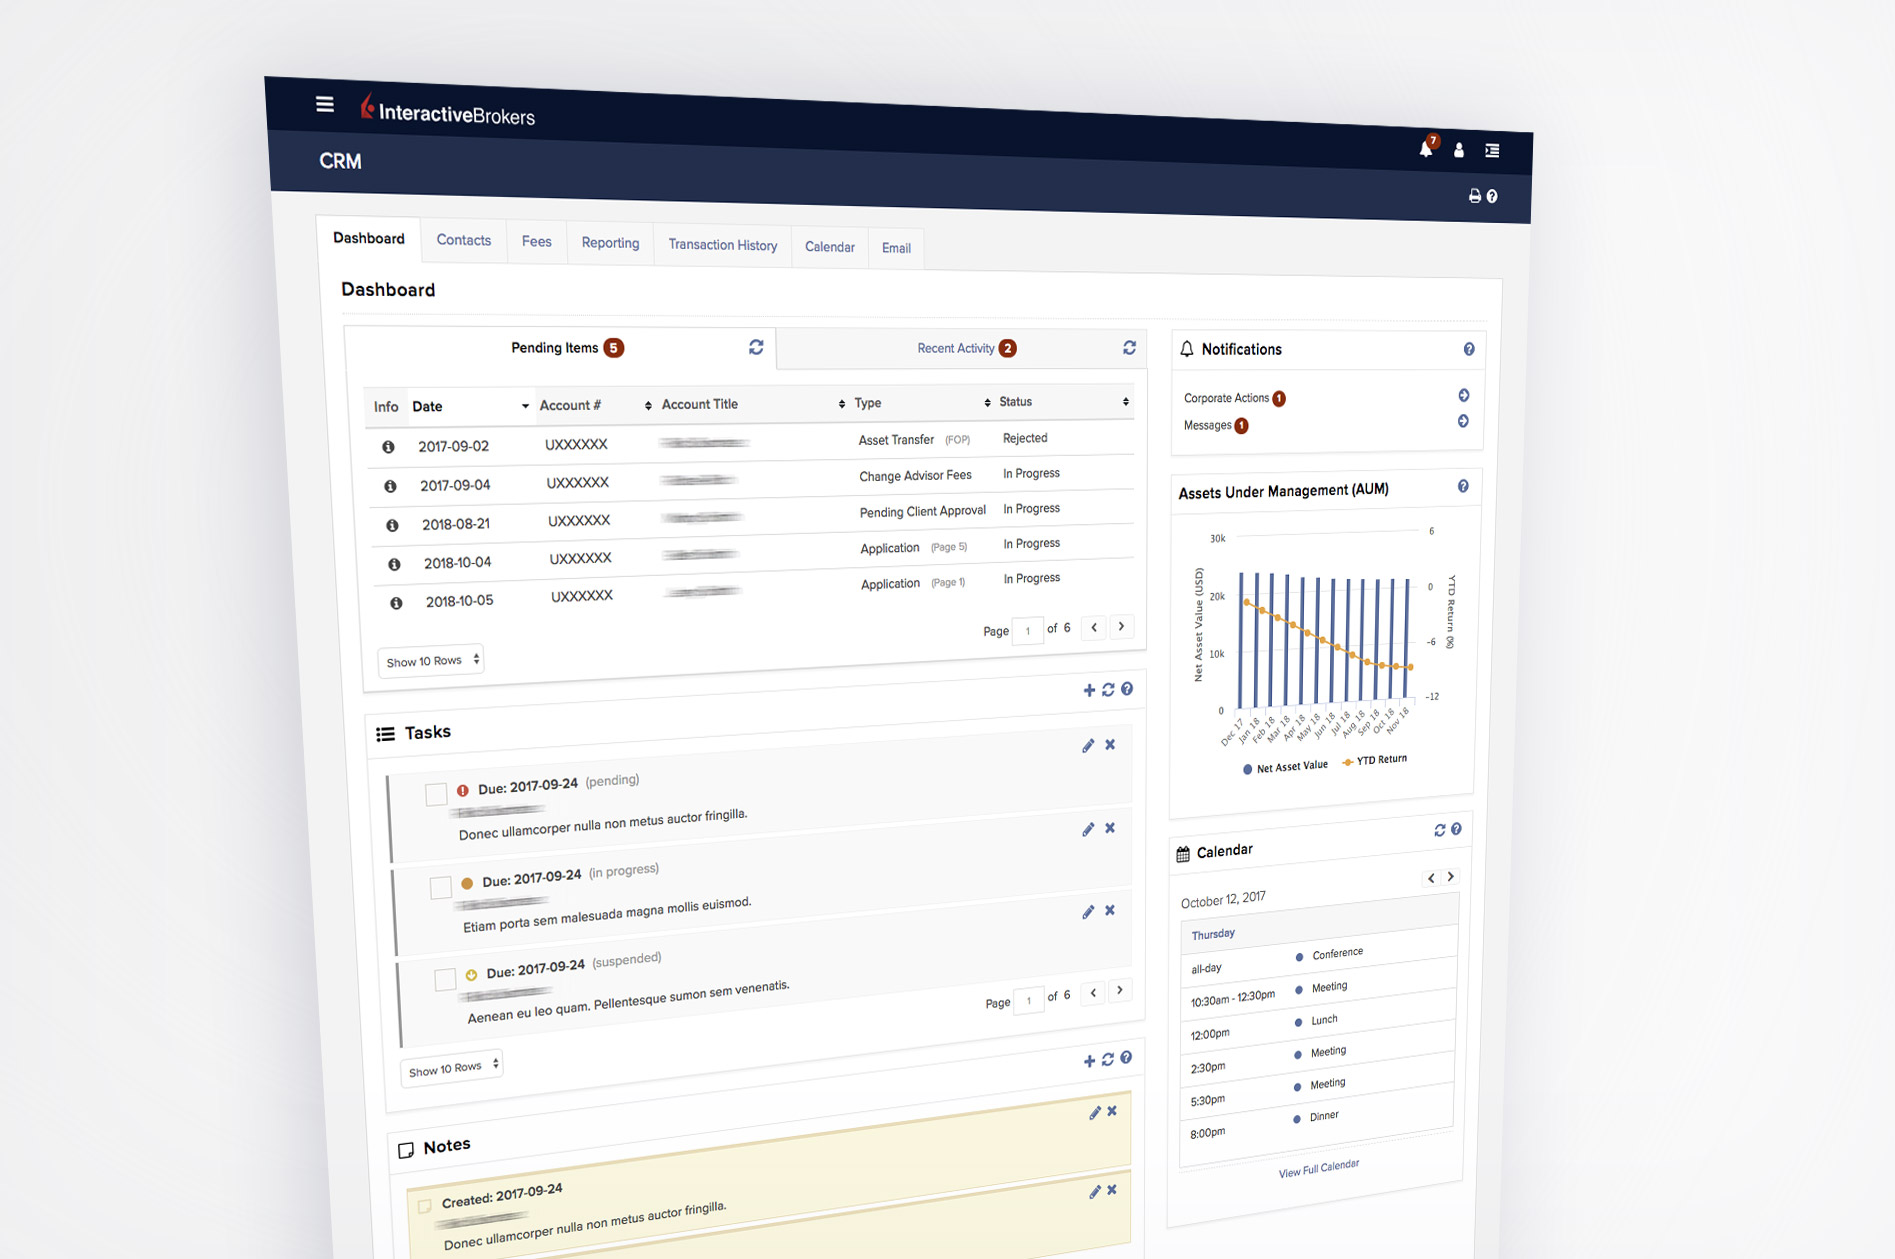 InteractiveBrokers
7
CRM
Dashboard Contacts Fees Reporting Transaction History Calendar Email
Dashboard
Pending Items 5
Recent Activity 2
Info Date Account # Account Title Type Status
2017-09-02 UXXXXXX Asset Transfer (FOP) Rejected
2017-09-04 UXXXXXX Change Advisor Fees In Progress
2018-08-21 UXXXXXX Pending Client Approval In Progress
2018-10-04 UXXXXXX Application (Page 5) In Progress
2018-10-05 UXXXXXX Application (Page 1) In Progress
Page 1 of 6
Show 10 Rows
Tasks
Due: 2017-09-24 (pending)
Donec ullamcorper nulla non metus auctor fringilla.
Due: 2017-09-24 (in progress)
Etiam porta sem malesuada magna mollis euismod.
Due: 2017-09-24 (suspended)
Aenean eu leo quam. Pellentesque sumon sem venenatis.
Page 1 of 6
Show 10 Rows
Notes
Created: 2017-09-24
Donec ullamcorper nulla non metus auctor fringilla.
Notifications
Corporate Actions 1
Messages 1
Assets Under Management (AUM)
Net Asset Value (USD)
30k
20k
10k
0
6
0
-6
-12
YTD Return (%)
Dec 17 Jan 18 Feb 18 Mar 18 Apr 18 May 18 Jun 18 Jul 18 Aug 18 Sep 18 Oct 18 Nov 18
Net Asset Value YTD Return
Calendar
October 12, 2017
Thursday
all-day Conference
10:30am - 12:30pm Meeting
12:00pm Lunch
2:30pm Meeting
5:30pm Meeting
8:00pm Dinner
View Full Calendar